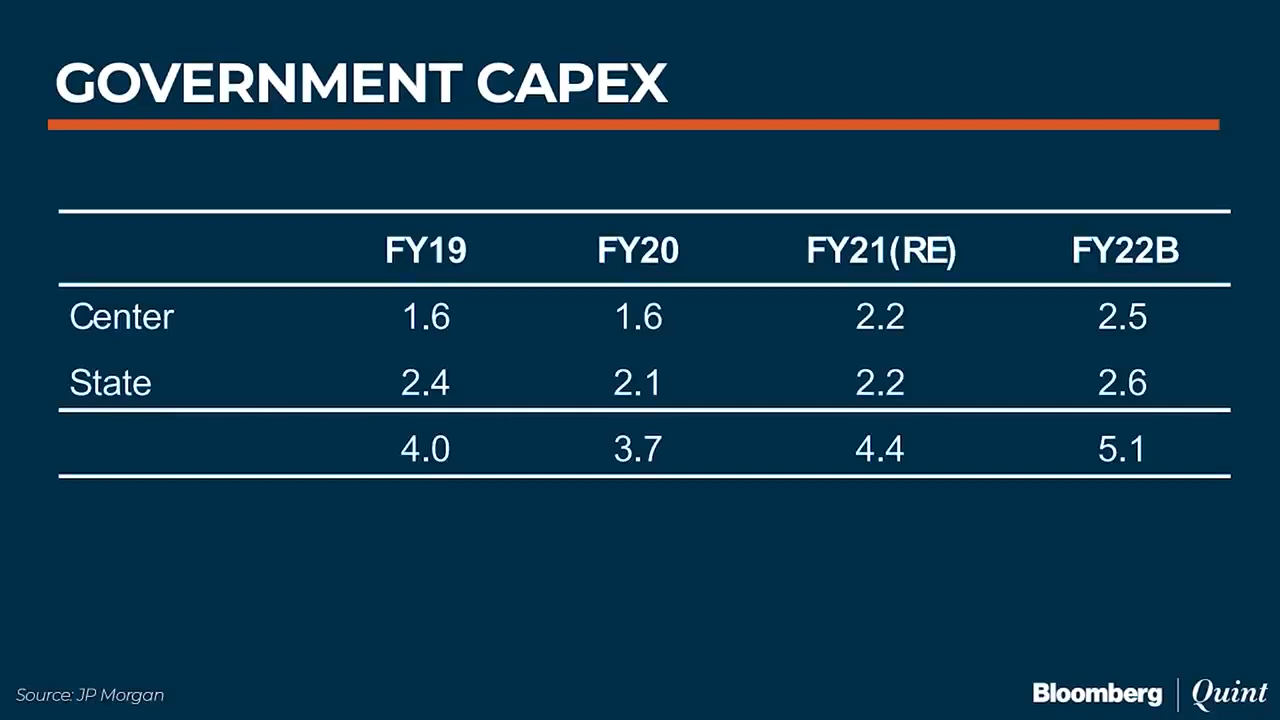 GOVERNMENT CAPEX
FY19 FY20 FY21(RE) FY22B
Center 1.6 1.6 2.2 2.5
State 2.4 2.1 2.2 2.6
4.0 3.7 4.4 5.1
Source: JP Morgan
Bloomberg | Quint